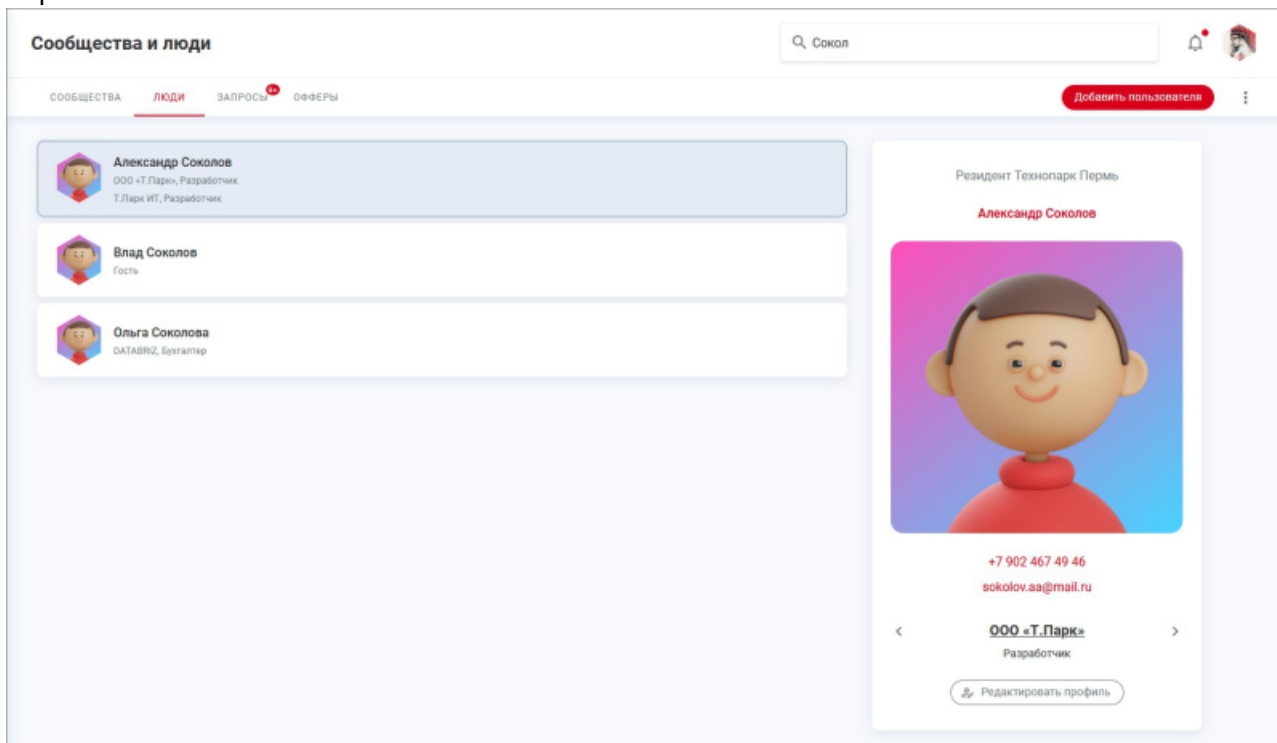 Сообщества и люди
Сокол
СООБЩЕСТВА ЛЮДИ ЗАПРОСЫ 9+ ОФФЕРЫ
Добавить пользователя
Александр Соколов
ООО «Т.Парк», Разработчик
Т.Парк ИТ, Разработчик
Влад Соколов
Гость
Ольга Соколова
DATABRIZ, Бухгалтер
Резидент Технопарк Пермь
Александр Соколов
+7 902 467 49 46
sokolov.aa@mail.ru
ООО «Т.Парк»
Разработчик
Редактировать профиль